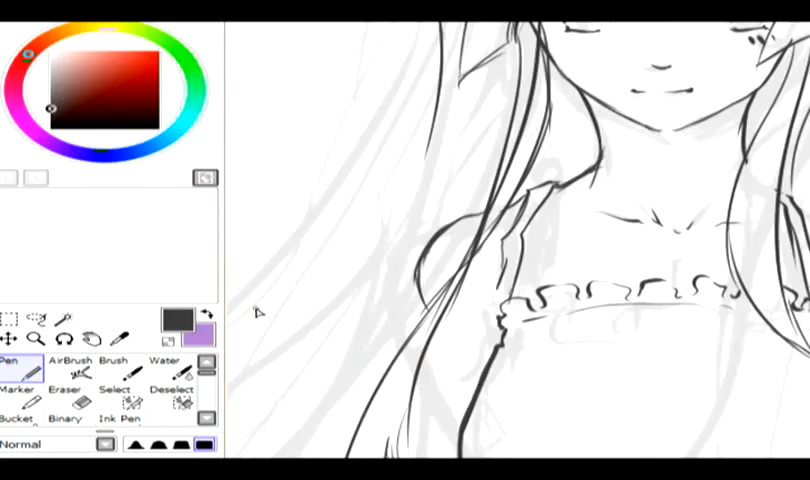 Pen AirBrush Brush Water
Marker Eraser Select Deselect
Bucket Binary Ink Pen
Normal